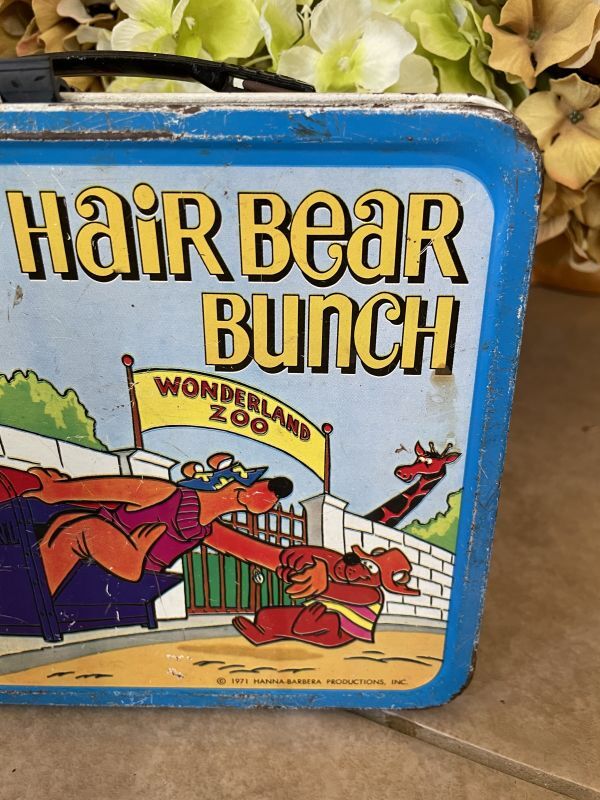 HaiR BeaR
BUNCH
WONDERLAND
ZOO
© 1971 HANNA-BARBERA PRODUCTIONS, INC.